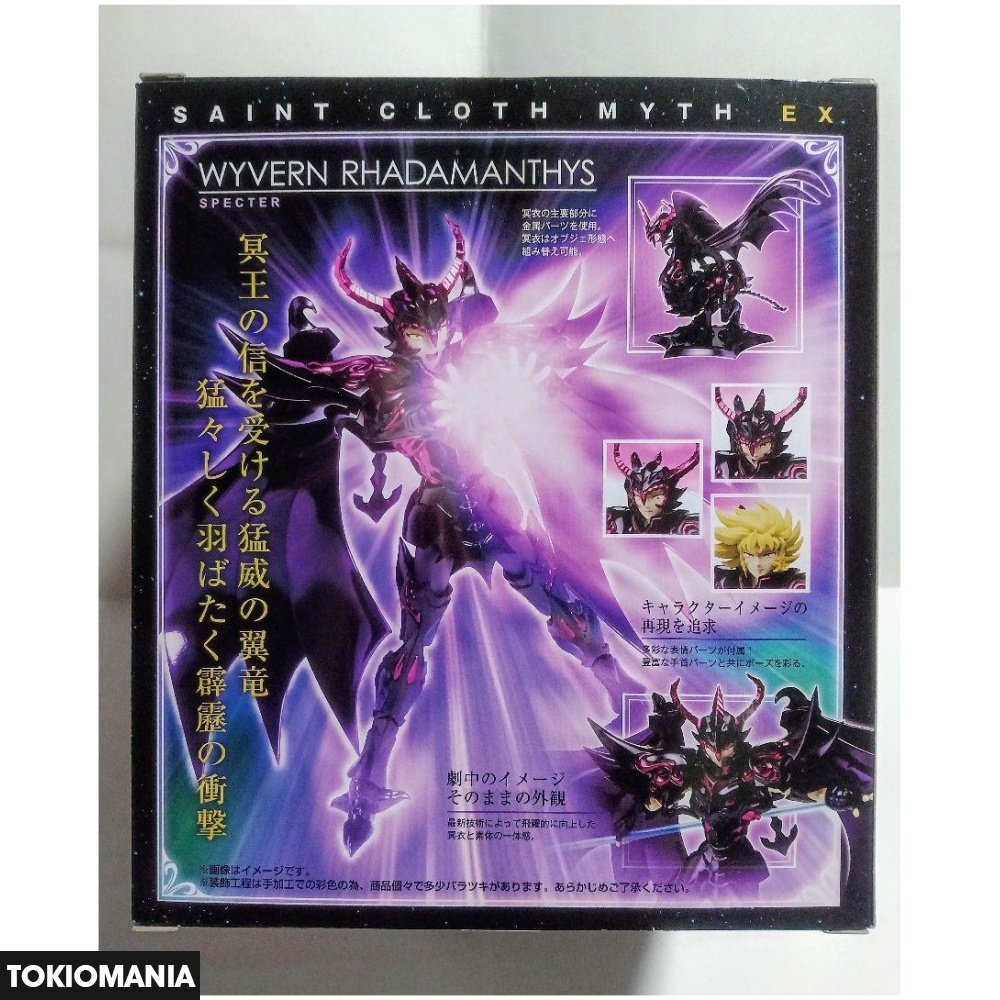 SAINT CLOTH MYTH EX
WYVERN RHADAMANTHYS
SPECTER
冥衣の主要部分に
金属パーツを使用。
冥衣はオブジェ形態へ
組み替え可能。
冥王の信を受ける猛威の翼竜
猛々しく羽ばたく霹靂の衝撃
キャラクターイメージの
再現を追求
多彩な表情パーツが付属！
豊富な手首パーツと共にポーズを彩る。
劇中のイメージ
そのままの外観
最新技術によって飛躍的に向上した
冥衣と素体の一体感。
※画像はイメージです。
※装飾工程は手加工での彩色の為、商品個々で多少バラツキがあります。あらかじめご了承ください。
TOKIOMANIA